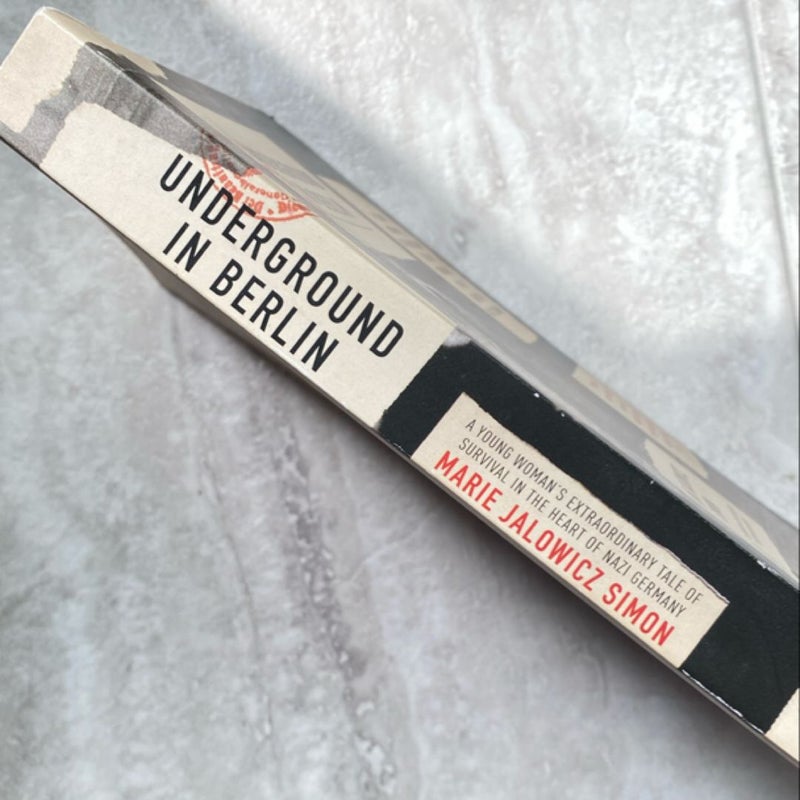 UNDERGROUND
IN BERLIN
A YOUNG WOMAN'S EXTRAORDINARY TALE OF
SURVIVAL IN THE HEART OF NAZI GERMANY
MARIE JALOWICZ SIMON